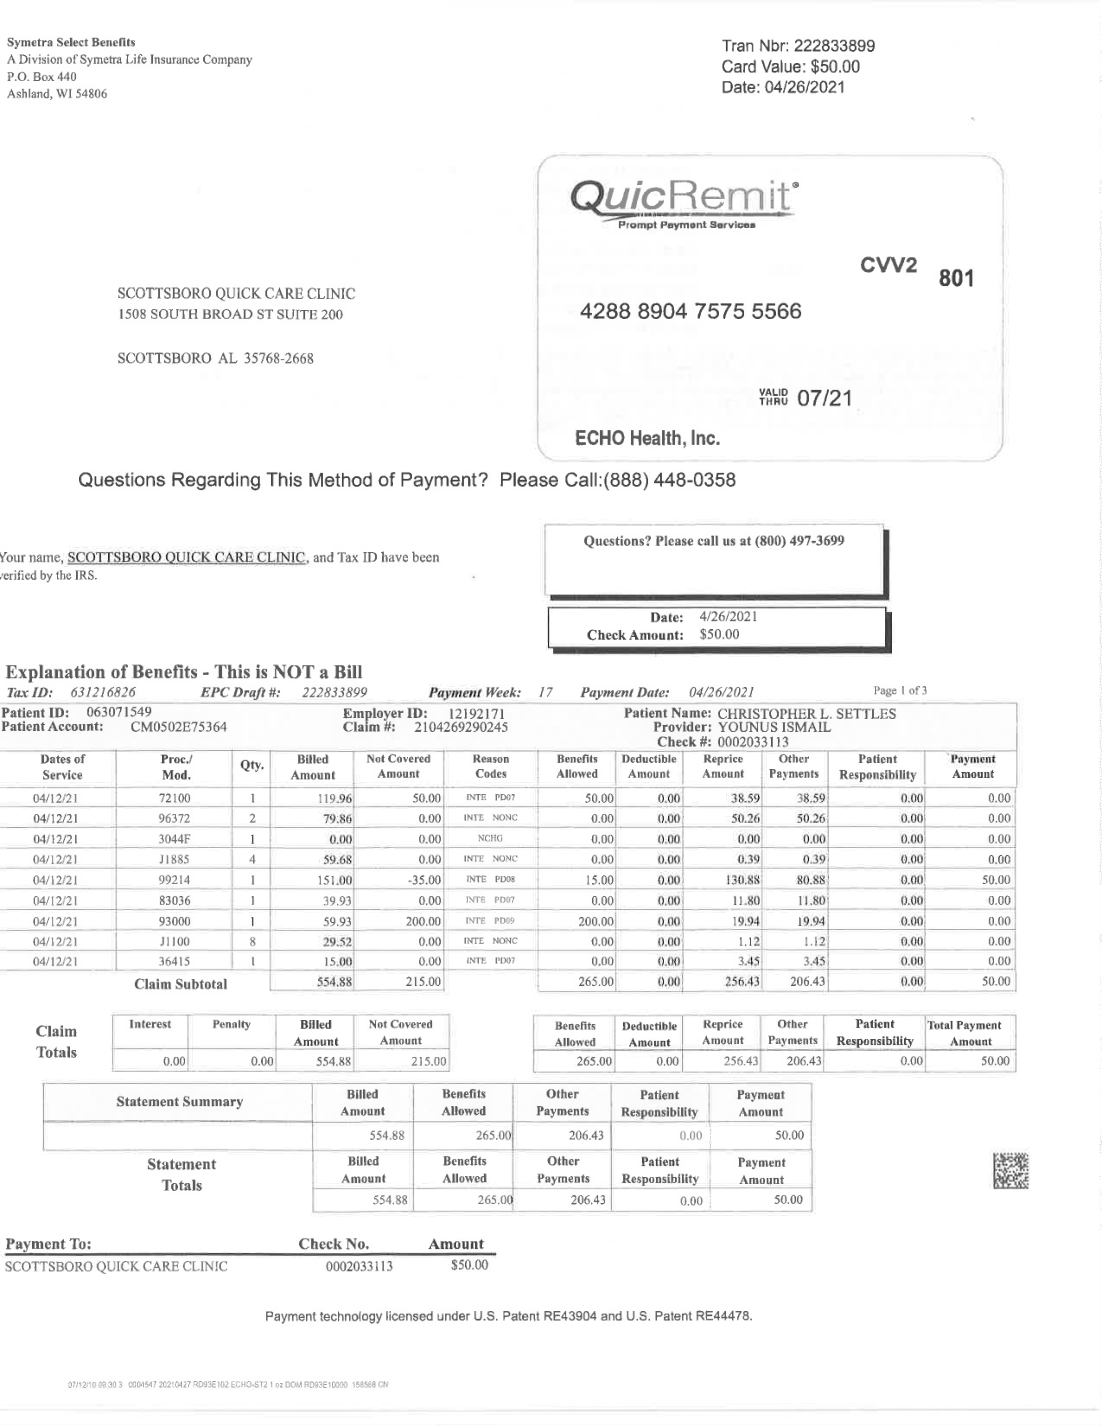 Symetra Select Benefits
A Division of Symetra Life Insurance Company
P.O. Box 440
Ashland, WI 54806
Tran Nbr: 222833899
Card Value: $50.00
Date: 04/26/2021
QuicRemit®
Prompt Payment Services
CVV2 801
4288 8904 7575 5566
VALID THRU 07/21
ECHO Health, Inc.
SCOTTSBORO QUICK CARE CLINIC
1508 SOUTH BROAD ST SUITE 200
SCOTTSBORO AL 35768-2668
Questions Regarding This Method of Payment? Please Call:(888) 448-0358
Your name, SCOTTSBORO QUICK CARE CLINIC, and Tax ID have been
verified by the IRS.
Questions? Please call us at (800) 497-3699
Date: 4/26/2021
Check Amount: $50.00
Explanation of Benefits - This is NOT a Bill
Tax ID: 631216826 EPC Draft #: 222833899 Payment Week: 17 Payment Date: 04/26/2021 Page 1 of 3
Patient ID: 063071549 Employer ID: 12192171 Patient Name: CHRISTOPHER L. SETTLES
Patient Account: CM0502E75364 Claim #: 2104269290245 Provider: YOUNUS ISMAIL
Check #: 0002033113
Dates of Service Proc./ Mod. Qty. Billed Amount Not Covered Amount Reason Codes Benefits Allowed Deductible Amount Reprice Amount Other Payments Patient Responsibility Payment Amount
04/12/21 72100 1 119.96 50.00 INTE PD07 50.00 0.00 38.59 38.59 0.00 0.00
04/12/21 96372 2 79.86 0.00 INTE NONC 0.00 0.00 50.26 50.26 0.00 0.00
04/12/21 3044F 1 0.00 0.00 NCHG 0.00 0.00 0.00 0.00 0.00 0.00
04/12/21 J1885 4 59.68 0.00 INTE NONC 0.00 0.00 0.39 0.39 0.00 0.00
04/12/21 99214 1 151.00 -35.00 INTE PD08 15.00 0.00 130.88 80.88 0.00 50.00
04/12/21 83036 1 39.93 0.00 INTE PD07 0.00 0.00 11.80 11.80 0.00 0.00
04/12/21 93000 1 59.93 200.00 INTE PD09 200.00 0.00 19.94 19.94 0.00 0.00
04/12/21 J1100 8 29.52 0.00 INTE NONC 0.00 0.00 1.12 1.12 0.00 0.00
04/12/21 36415 1 15.00 0.00 INTE PD07 0.00 0.00 3.45 3.45 0.00 0.00
Claim Subtotal 554.88 215.00 265.00 0.00 256.43 206.43 0.00 50.00
Claim Totals Interest Penalty Billed Amount Not Covered Amount Benefits Allowed Deductible Amount Reprice Amount Other Payments Patient Responsibility Total Payment Amount
0.00 0.00 554.88 215.00 265.00 0.00 256.43 206.43 0.00 50.00
Statement Summary Billed Amount Benefits Allowed Other Payments Patient Responsibility Payment Amount
554.88 265.00 206.43 0.00 50.00
Statement Totals Billed Amount Benefits Allowed Other Payments Patient Responsibility Payment Amount
554.88 265.00 206.43 0.00 50.00
Payment To: Check No. Amount
SCOTTSBORO QUICK CARE CLINIC 0002033113 $50.00
Payment technology licensed under U.S. Patent RE43904 and U.S. Patent RE44478.